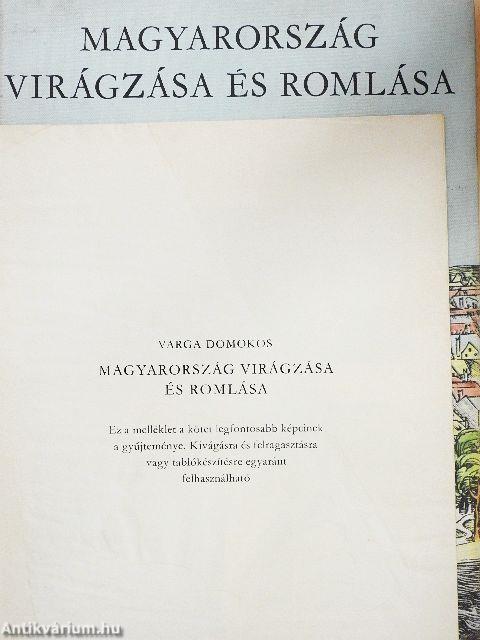 MAGYARORSZÁG
VIRÁGZÁSA ÉS ROMLÁSA
VARGA DOMOKOS
MAGYARORSZÁG VIRÁGZÁSA
ÉS ROMLÁSA
Ez a melléklet a kötet legfontosabb képeinek
a gyűjteménye. Kivágásra és felragasztásra
vagy tablókészítésre egyaránt
felhasználható
Antikvárium.hu